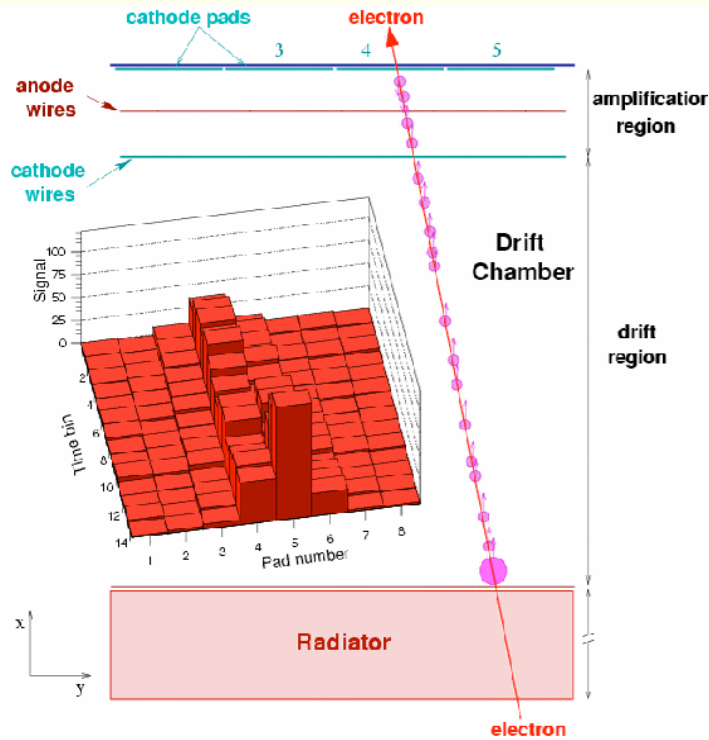 cathode pads
electron
3 4 5
anode
wires
amplification
region
cathode
wires
Drift
Chamber
drift
region
Signal
100
75
50
25
0
Time bin
2
4
6
8
10
12
14
1 2 3 4 5 6 7 8
Pad number
x
y
Radiator
electron